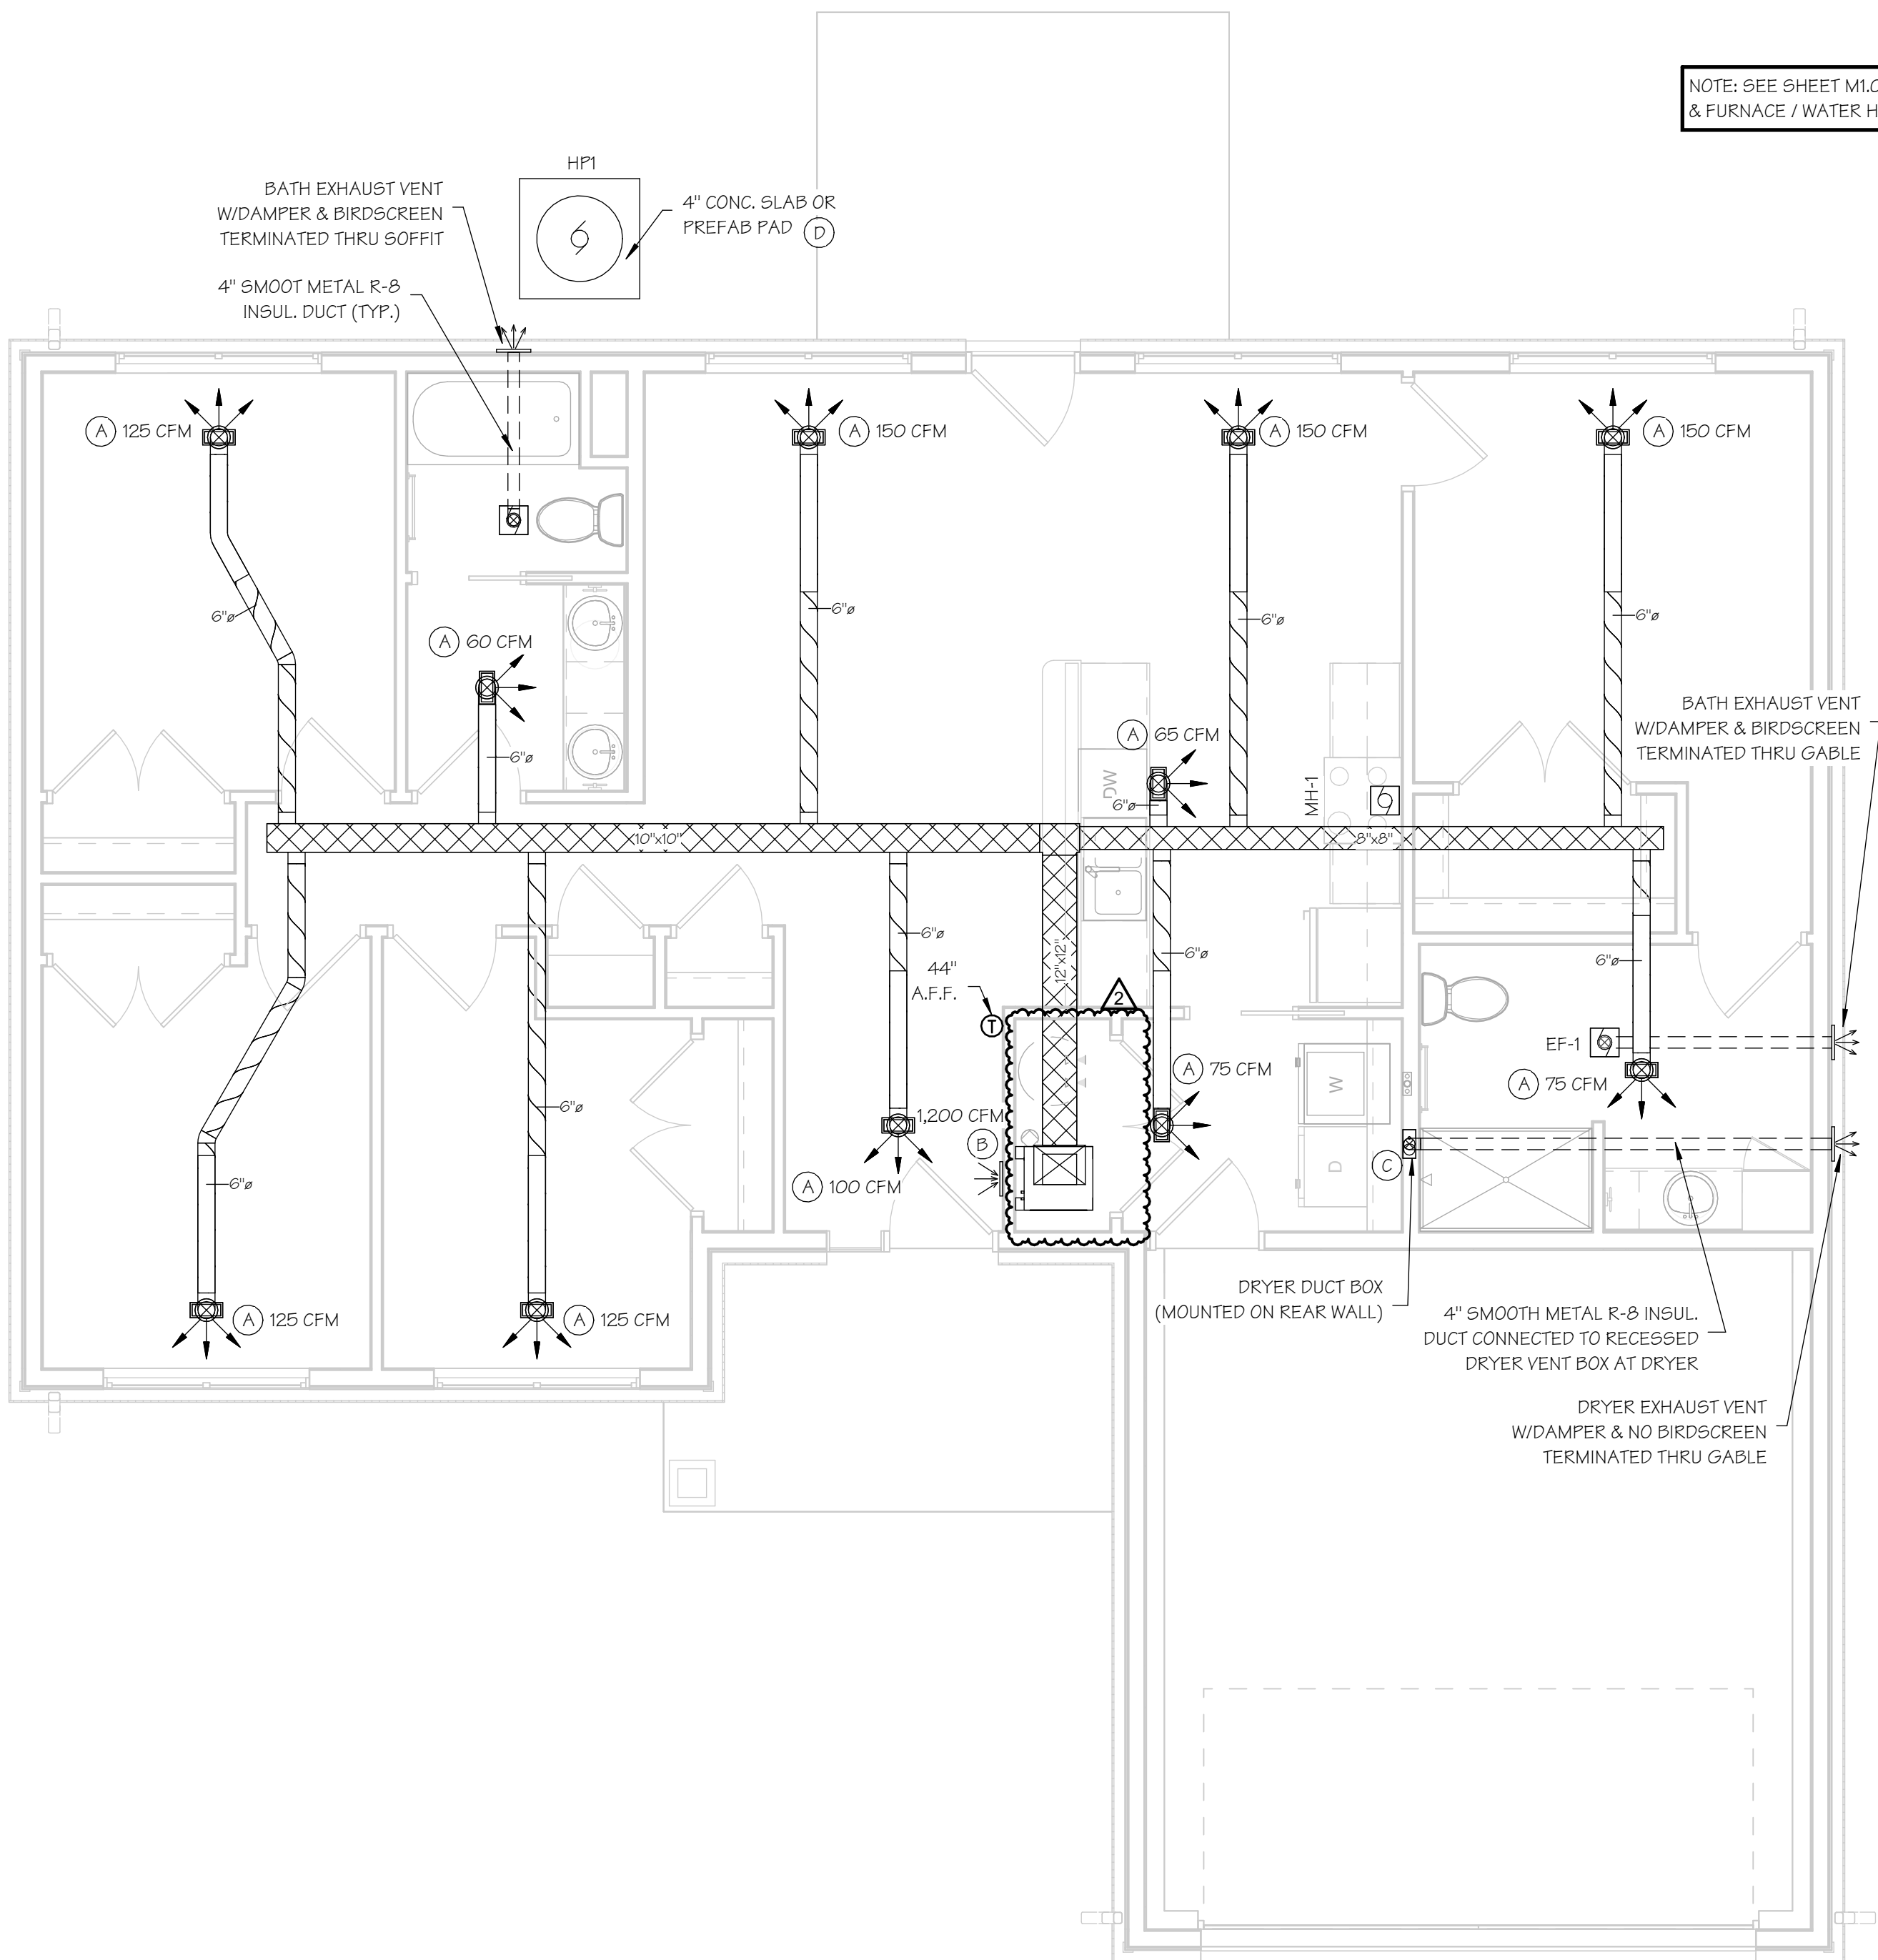 NOTE: SEE SHEET M1.
& FURNACE / WATER H
HP1
BATH EXHAUST VENT
W/DAMPER & BIRDSCREEN
TERMINATED THRU SOFFIT
4" CONC. SLAB OR
PREFAB PAD D
4" SMOOT METAL R-8
INSUL. DUCT (TYP.)
A 125 CFM
A 150 CFM
A 150 CFM
A 150 CFM
6"ø
6"ø
6"ø
6"ø
A 60 CFM
6"ø
BATH EXHAUST VENT
W/DAMPER & BIRDSCREEN
TERMINATED THRU GABLE
A 65 CFM
DW
6"ø
MH-1
10"x10"
8"x8"
6"ø
44"
A.F.F.
T
12"x12"
2
6"ø
6"ø
EF-1
A 75 CFM
A 75 CFM
W
D
6"ø
1,200 CFM
B
6"ø
A 100 CFM
C
DRYER DUCT BOX
(MOUNTED ON REAR WALL)
A 125 CFM
A 125 CFM
4" SMOOTH METAL R-8 INSUL.
DUCT CONNECTED TO RECESSED
DRYER VENT BOX AT DRYER
DRYER EXHAUST VENT
W/DAMPER & NO BIRDSCREEN
TERMINATED THRU GABLE